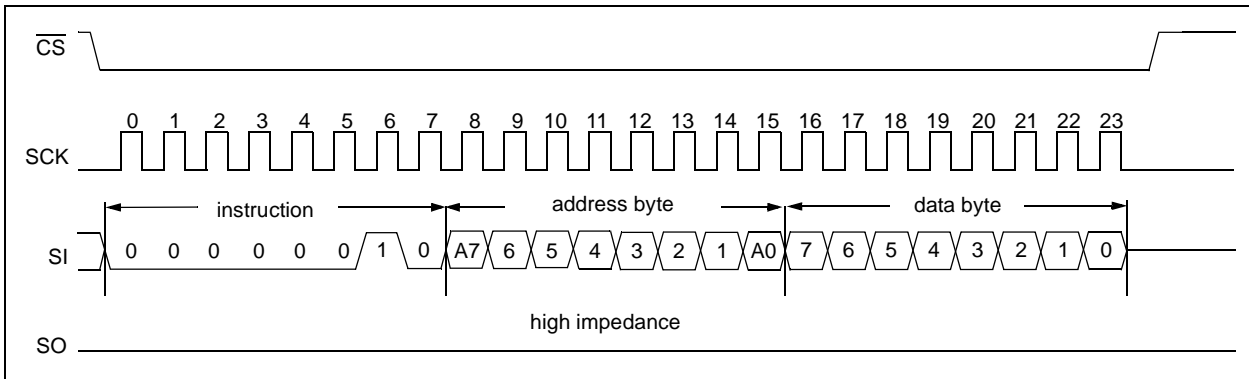 CS
0 1 2 3 4 5 6 7 8 9 10 11 12 13 14 15 16 17 18 19 20 21 22 23
SCK
instruction address byte data byte
SI 0 0 0 0 0 0 1 0 A7 6 5 4 3 2 1 A0 7 6 5 4 3 2 1 0
high impedance
SO